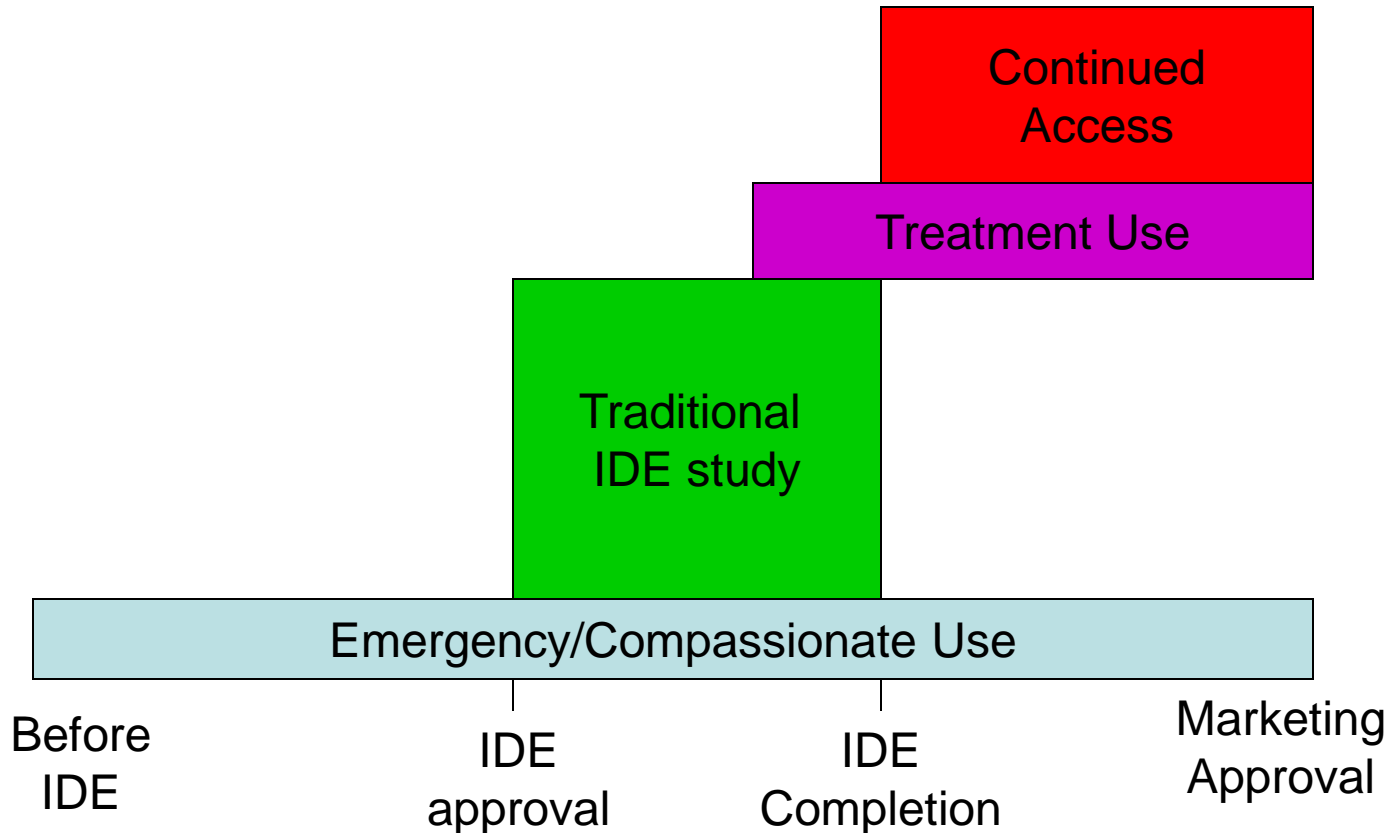 Continued
Access
Treatment Use
Traditional
IDE study
Emergency/Compassionate Use
Before
IDE
IDE
approval
IDE
Completion
Marketing
Approval